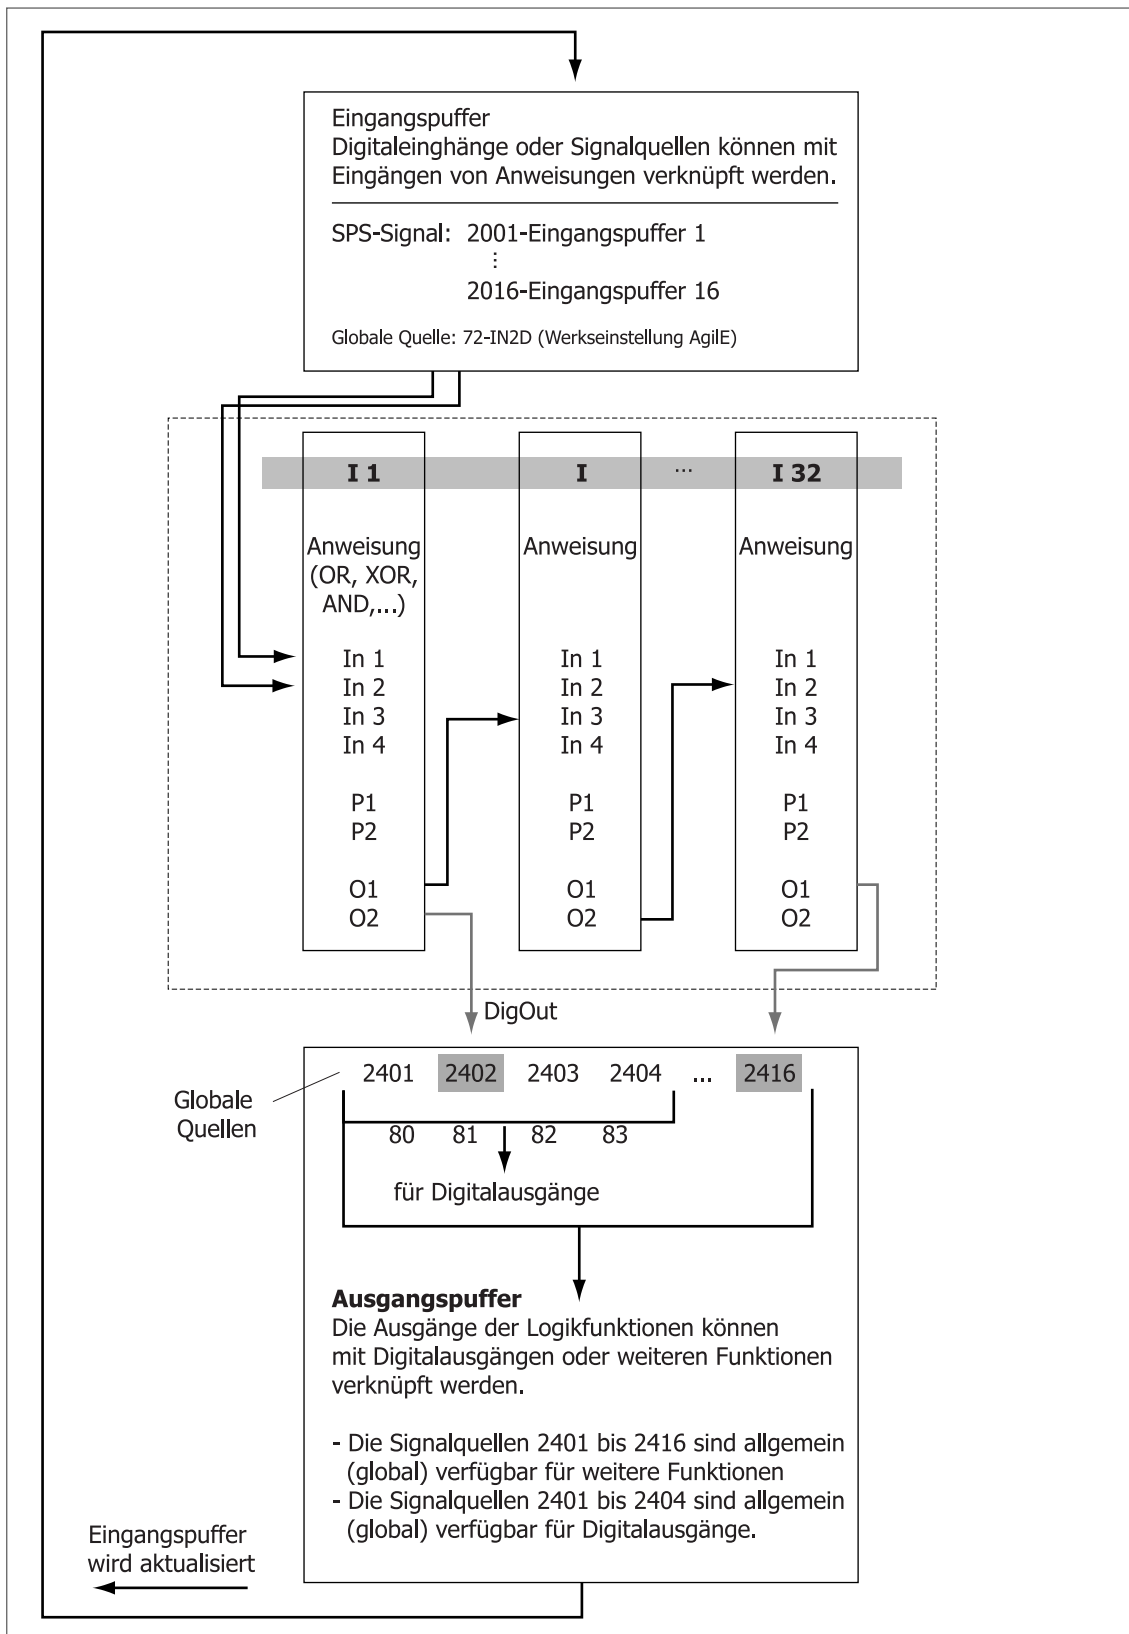 Eingangspuffer
Digitaleinghänge oder Signalquellen können mit
Eingängen von Anweisungen verknüpft werden.
SPS-Signal: 2001-Eingangspuffer 1
⋮
2016-Eingangspuffer 16
Globale Quelle: 72-IN2D (Werkseinstellung AgilE)
I 1 I ... I 32
Anweisung
(OR, XOR,
AND,...)
In 1
In 2
In 3
In 4
P1
P2
O1
O2
Anweisung
In 1
In 2
In 3
In 4
P1
P2
O1
O2
Anweisung
In 1
In 2
In 3
In 4
P1
P2
O1
O2
DigOut
2401 2402 2403 2404 ... 2416
Globale
Quellen
80 81 82 83
für Digitalausgänge
Ausgangspuffer
Die Ausgänge der Logikfunktionen können
mit Digitalausgängen oder weiteren Funktionen
verknüpft werden.
- Die Signalquellen 2401 bis 2416 sind allgemein
(global) verfügbar für weitere Funktionen
- Die Signalquellen 2401 bis 2404 sind allgemein
(global) verfügbar für Digitalausgänge.
Eingangspuffer
wird aktualisiert